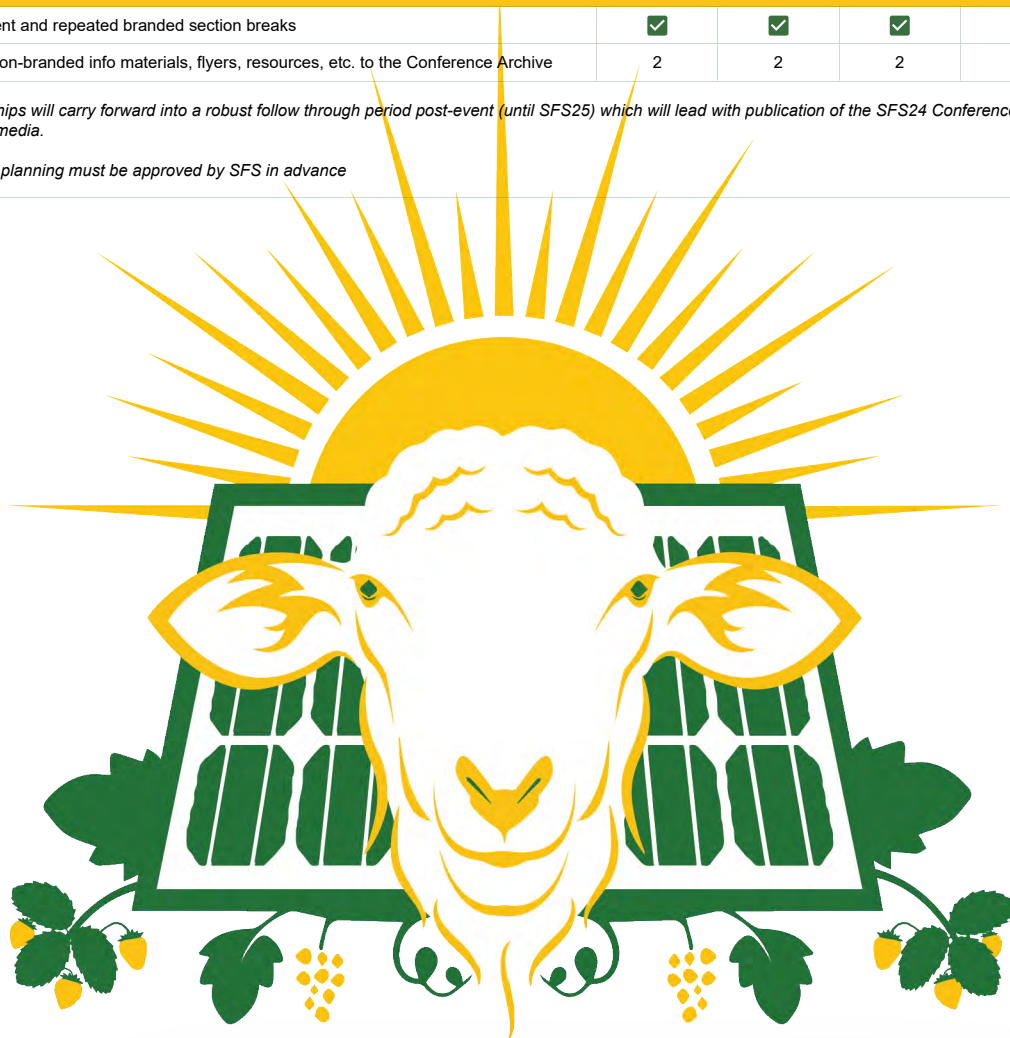 ent and repeated branded section breaks
on-branded info materials, flyers, resources, etc. to the Conference Archive 2 2 2
hips will carry forward into a robust follow through period post-event (until SFS25) which will lead with publication of the SFS24 Conference
media.
planning must be approved by SFS in advance